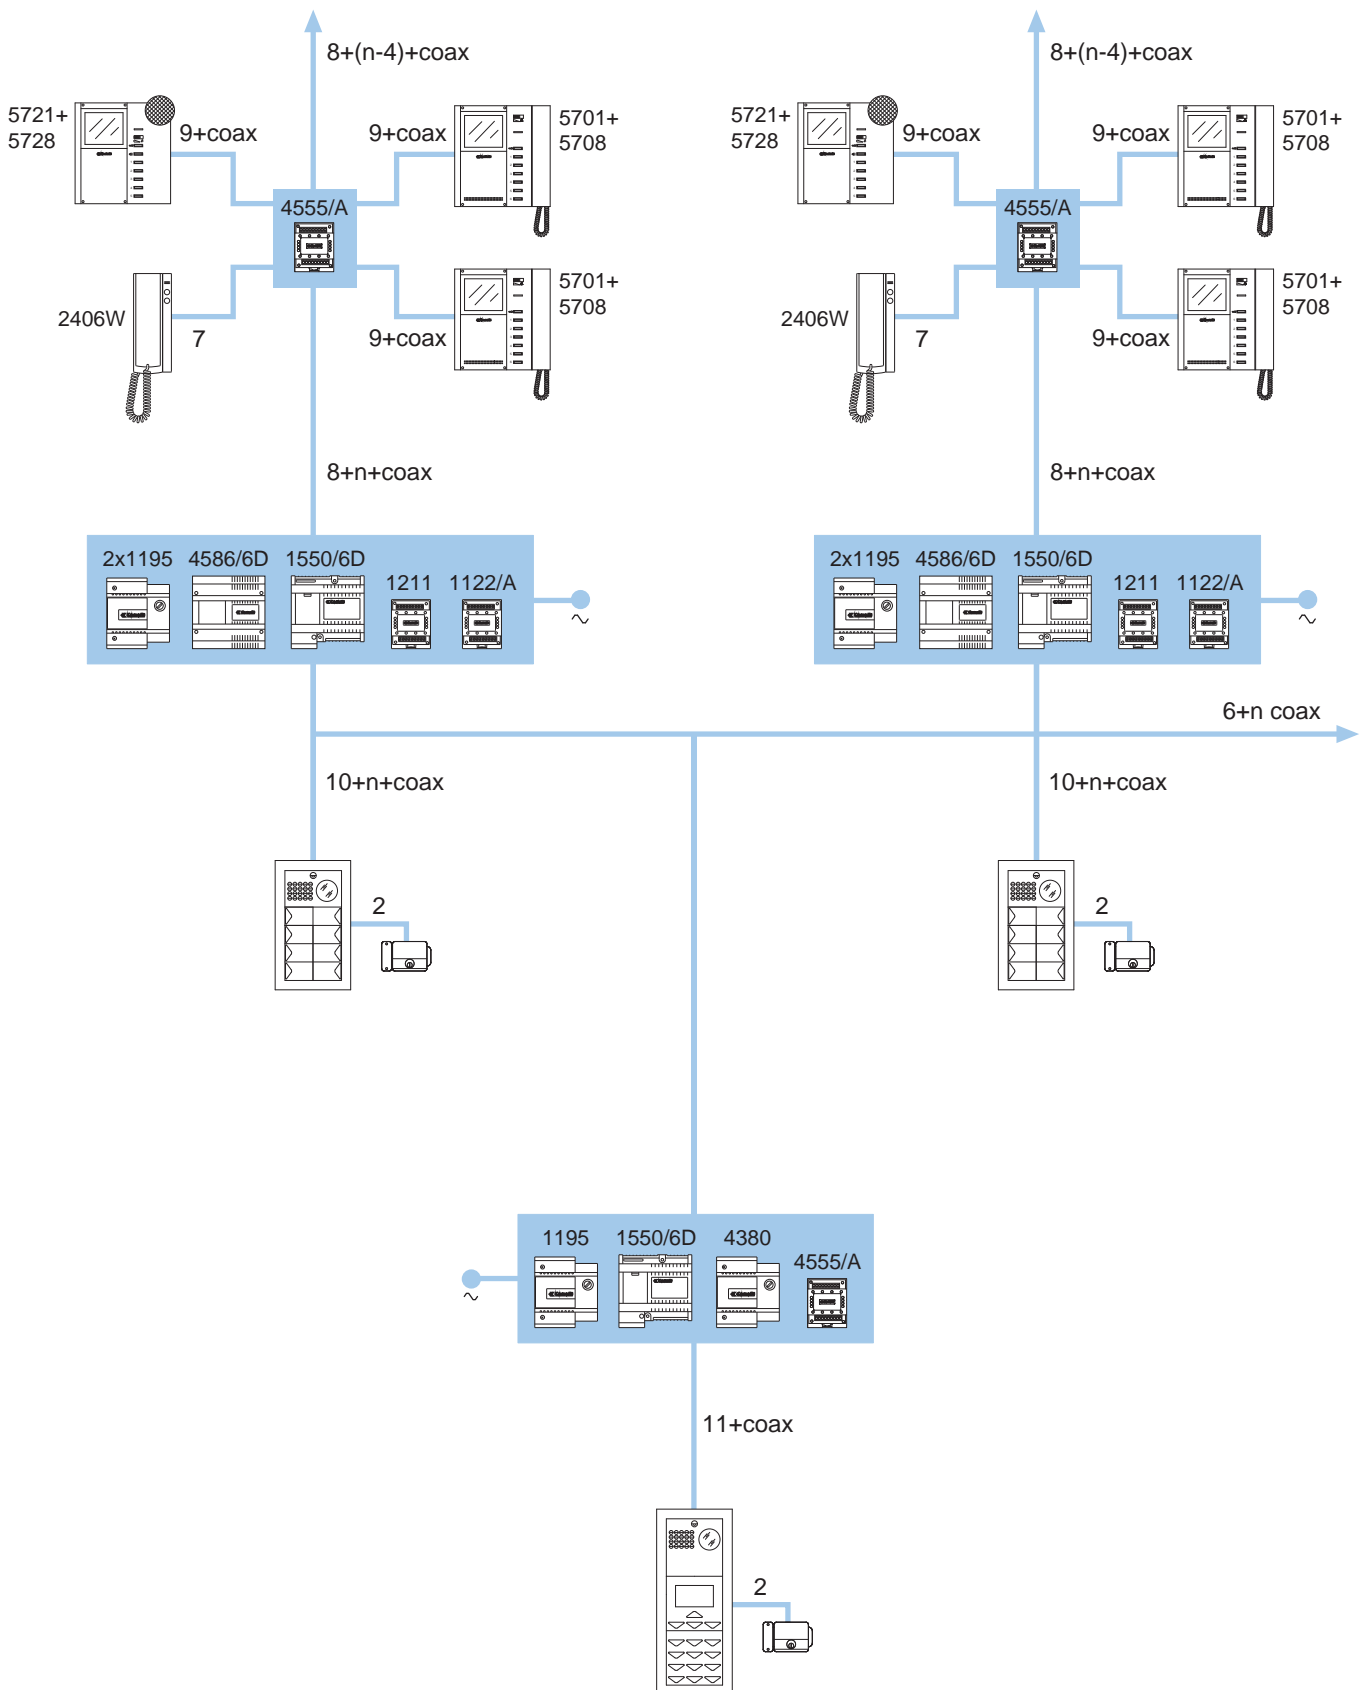 8+(n-4)+coax
8+(n-4)+coax
5721+
5728
9+coax
9+coax
5701+
5708
5721+
5728
9+coax
9+coax
5701+
5708
4555/A
4555/A
2406W
7
9+coax
5701+
5708
2406W
7
9+coax
5701+
5708
8+n+coax
8+n+coax
2x1195
4586/6D
1550/6D
1211
1122/A
~
2x1195
4586/6D
1550/6D
1211
1122/A
~
6+n coax
10+n+coax
10+n+coax
2
2
1195
1550/6D
4380
4555/A
~
11+coax
2